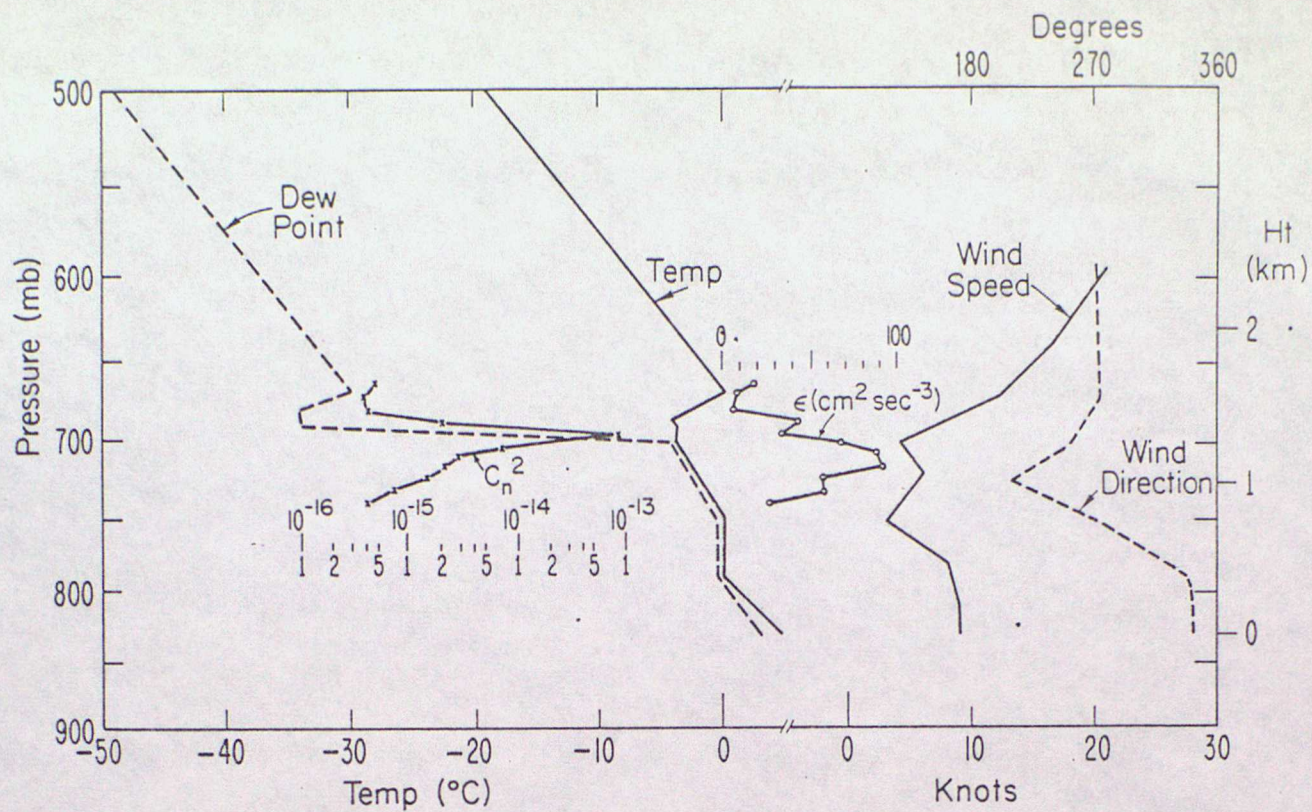 Degrees
180 270 360
500
Dew
Point
Temp
Wind
Speed
Ht
(km)
600
Pressure (mb)
2
0 100
ϵ(cm² sec⁻³)
700
Cn²
Wind
Direction
1
10⁻¹⁶ 10⁻¹⁵ 10⁻¹⁴ 10⁻¹³
1 2 5 1 2 5 1 2 5 1
800
0
900
-50 -40 -30 -20 -10 0 0 10 20 30
Temp (°C) Knots